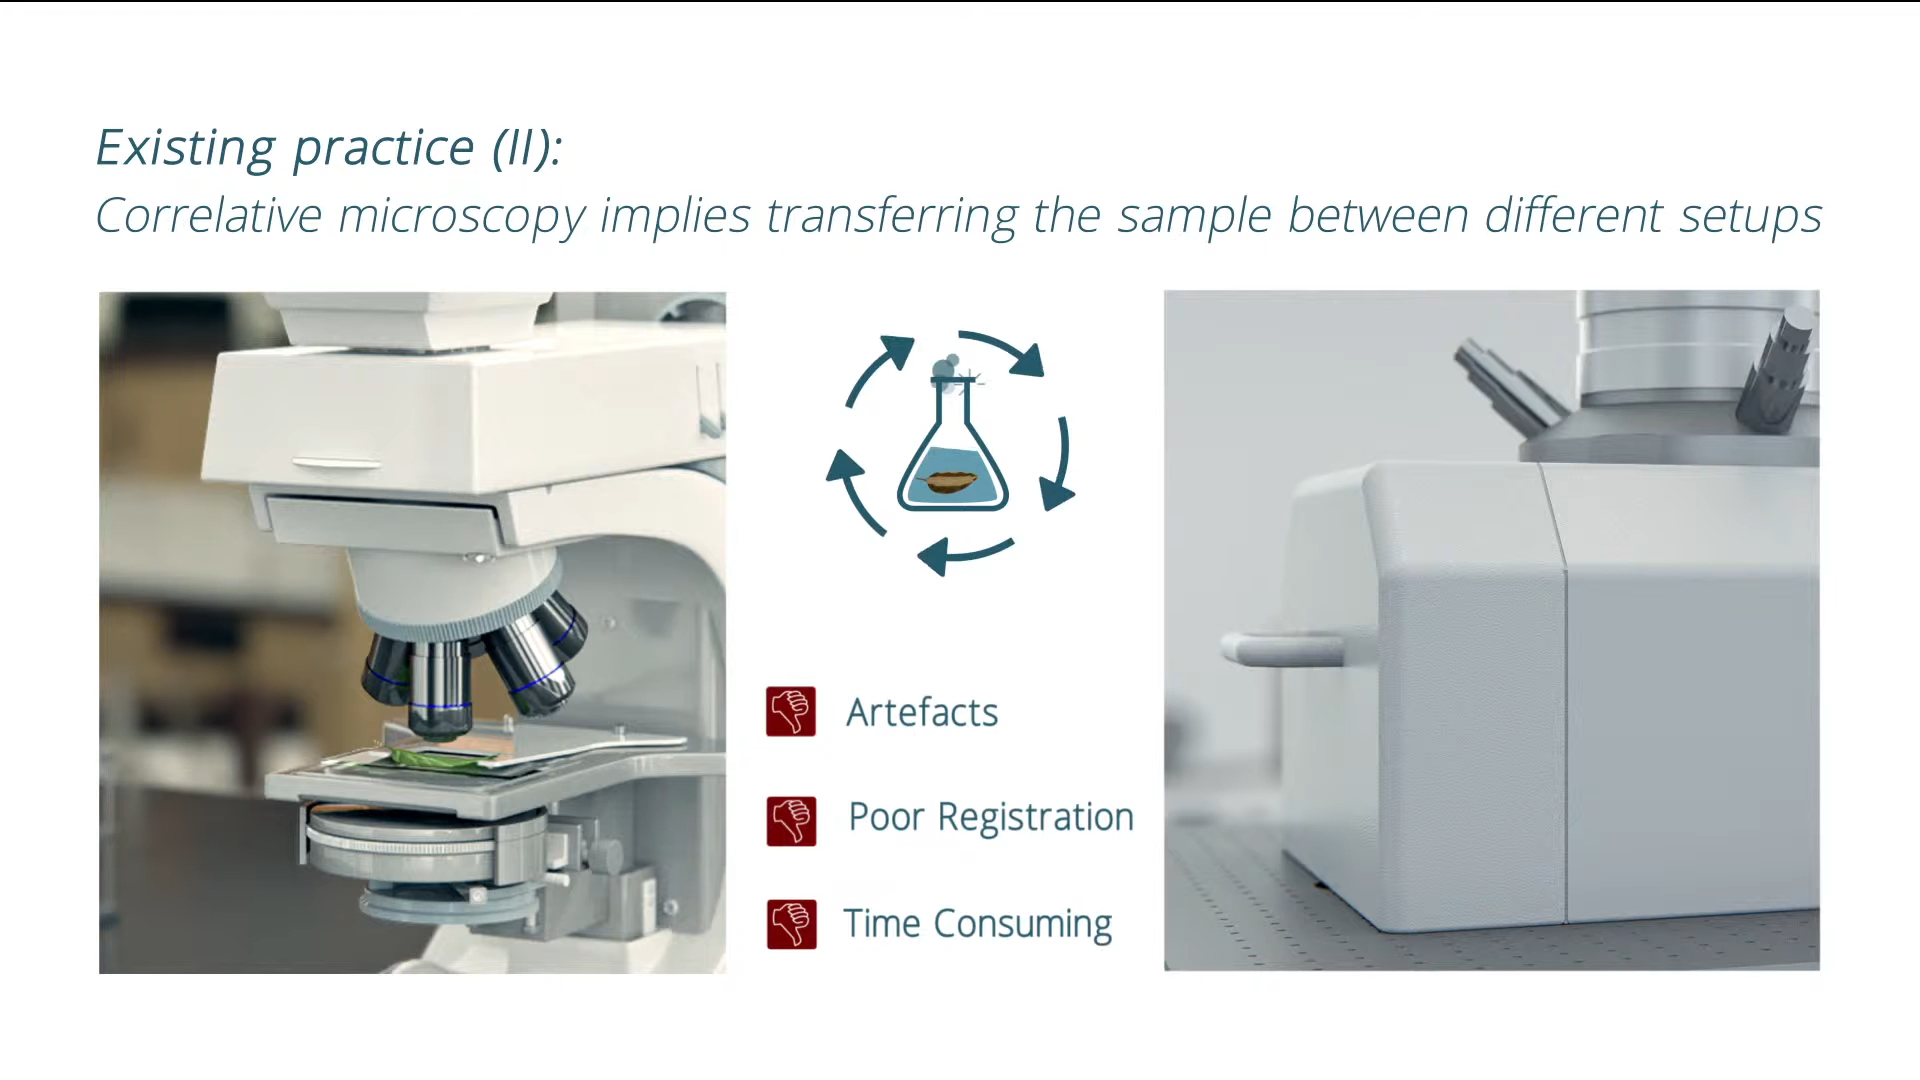 Existing practice (II):
Correlative microscopy implies transferring the sample between different setups
Artefacts
Poor Registration
Time Consuming